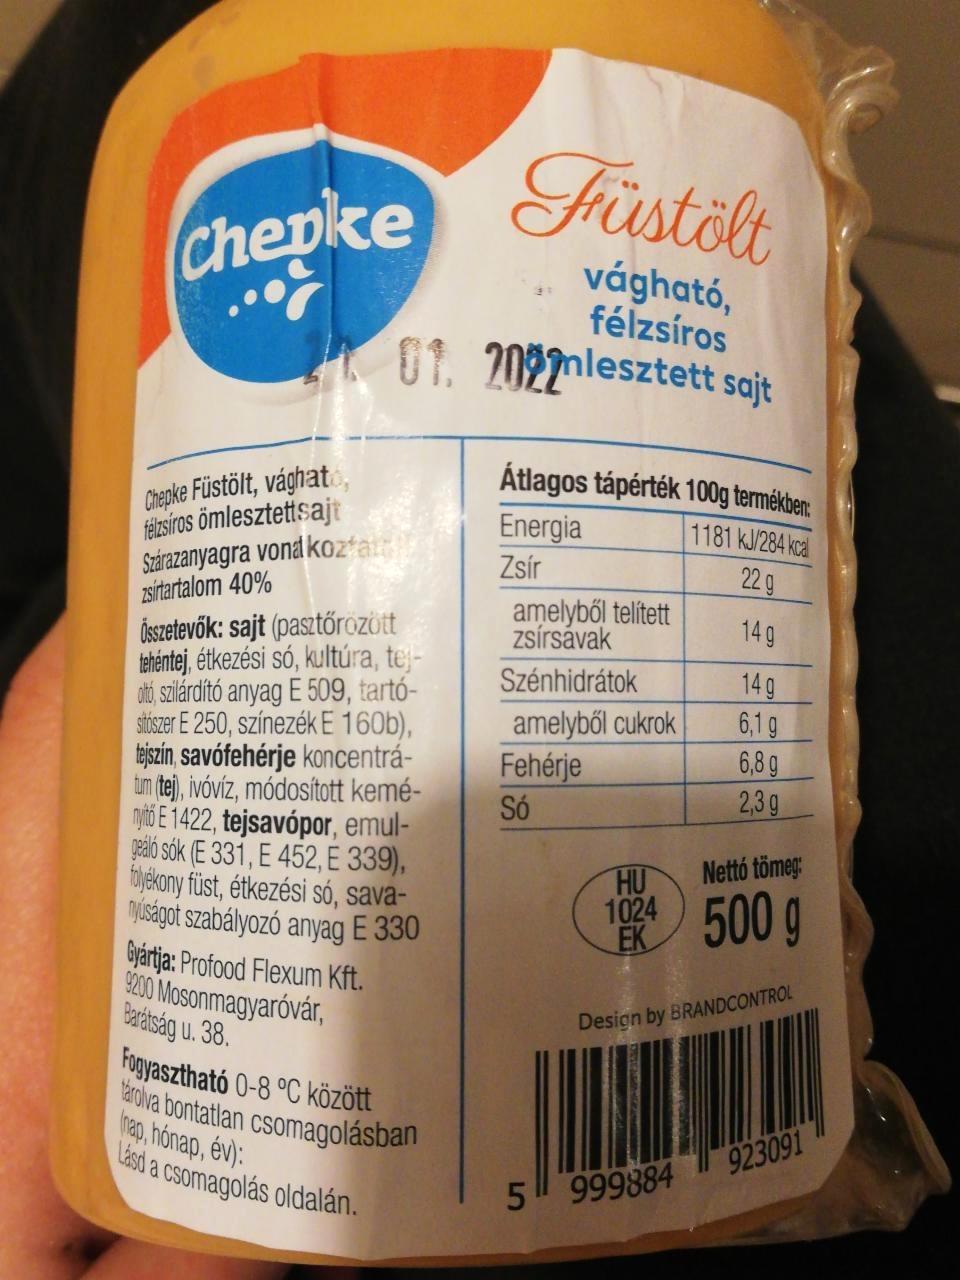 Chepke
Füstölt
vágható,
félzsíros
ömlesztett sajt
01. 2022
Chepke Füstölt, vágható,
félzsíros ömlesztettsajt
Szárazanyagra
zsírtartalom 40%
Összetevők: sajt (pasztőrözött
tehéntej, étkezési só, kultúra, tej-
oltó, szilárdító anyag E 509, tartó-
sítószer E 250, színezék E 160b),
tejszín, savófehérje koncentrá-
tum (tej), ivóvíz, módosított kemé-
nyítő E 1422, tejsavópor, emul-
geáló sók (E 331, E 452, E 339),
folyékony füst, étkezési só, sava-
nyúságot szabályozó anyag E 330
Gyártja: Profood Flexum Kft.
9200 Mosonmagyaróvár,
Barátság u. 38.
Fogyasztható 0-8 °C között
tárolva bontatlan csomagolásban
(nap, hónap, év):
Lásd a csomagolás oldalán.
Átlagos tápérték 100g termékben:
Energia 1181 kJ/284 kcal
Zsír 22 g
amelyből telített
zsírsavak 14 g
Szénhidrátok 14 g
amelyből cukrok 6,1 g
Fehérje 6,8 g
Só 2,3 g
HU
1024
EK
Nettó tömeg:
500 g
Design by BRANDCONTROL
5 999884 923091